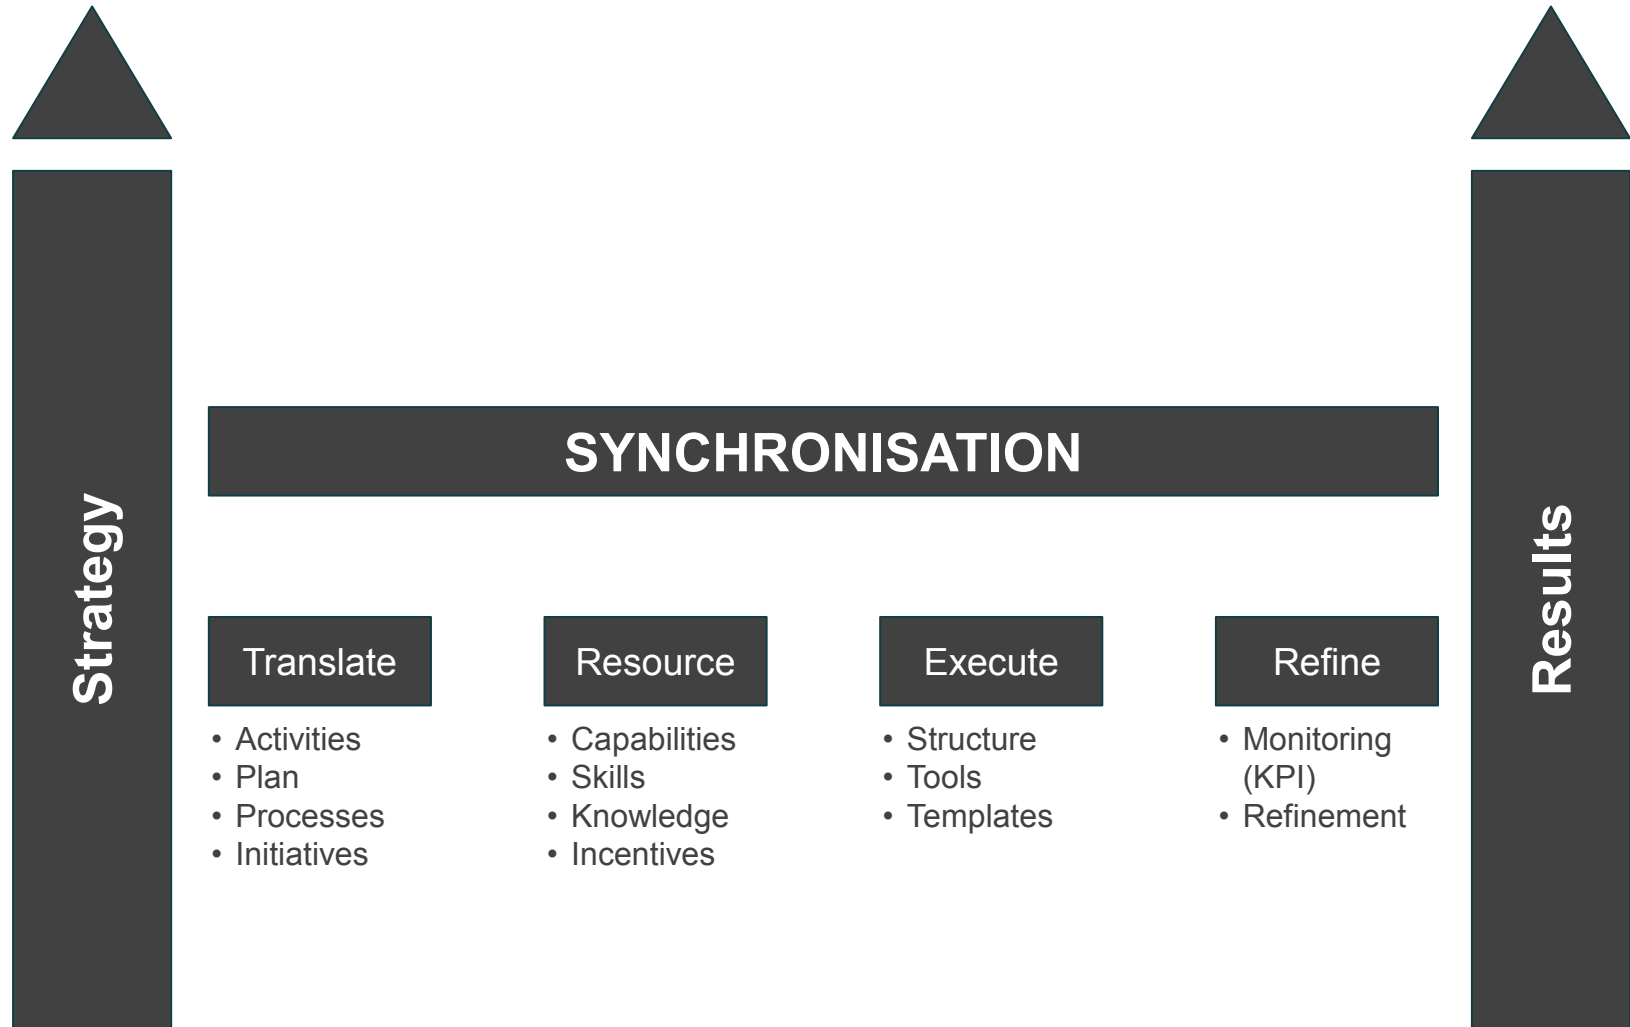 Strategy
SYNCHRONISATION
Translate
• Activities
• Plan
• Processes
• Initiatives
Resource
• Capabilities
• Skills
• Knowledge
• Incentives
Execute
• Structure
• Tools
• Templates
Refine
• Monitoring
(KPI)
• Refinement
Results